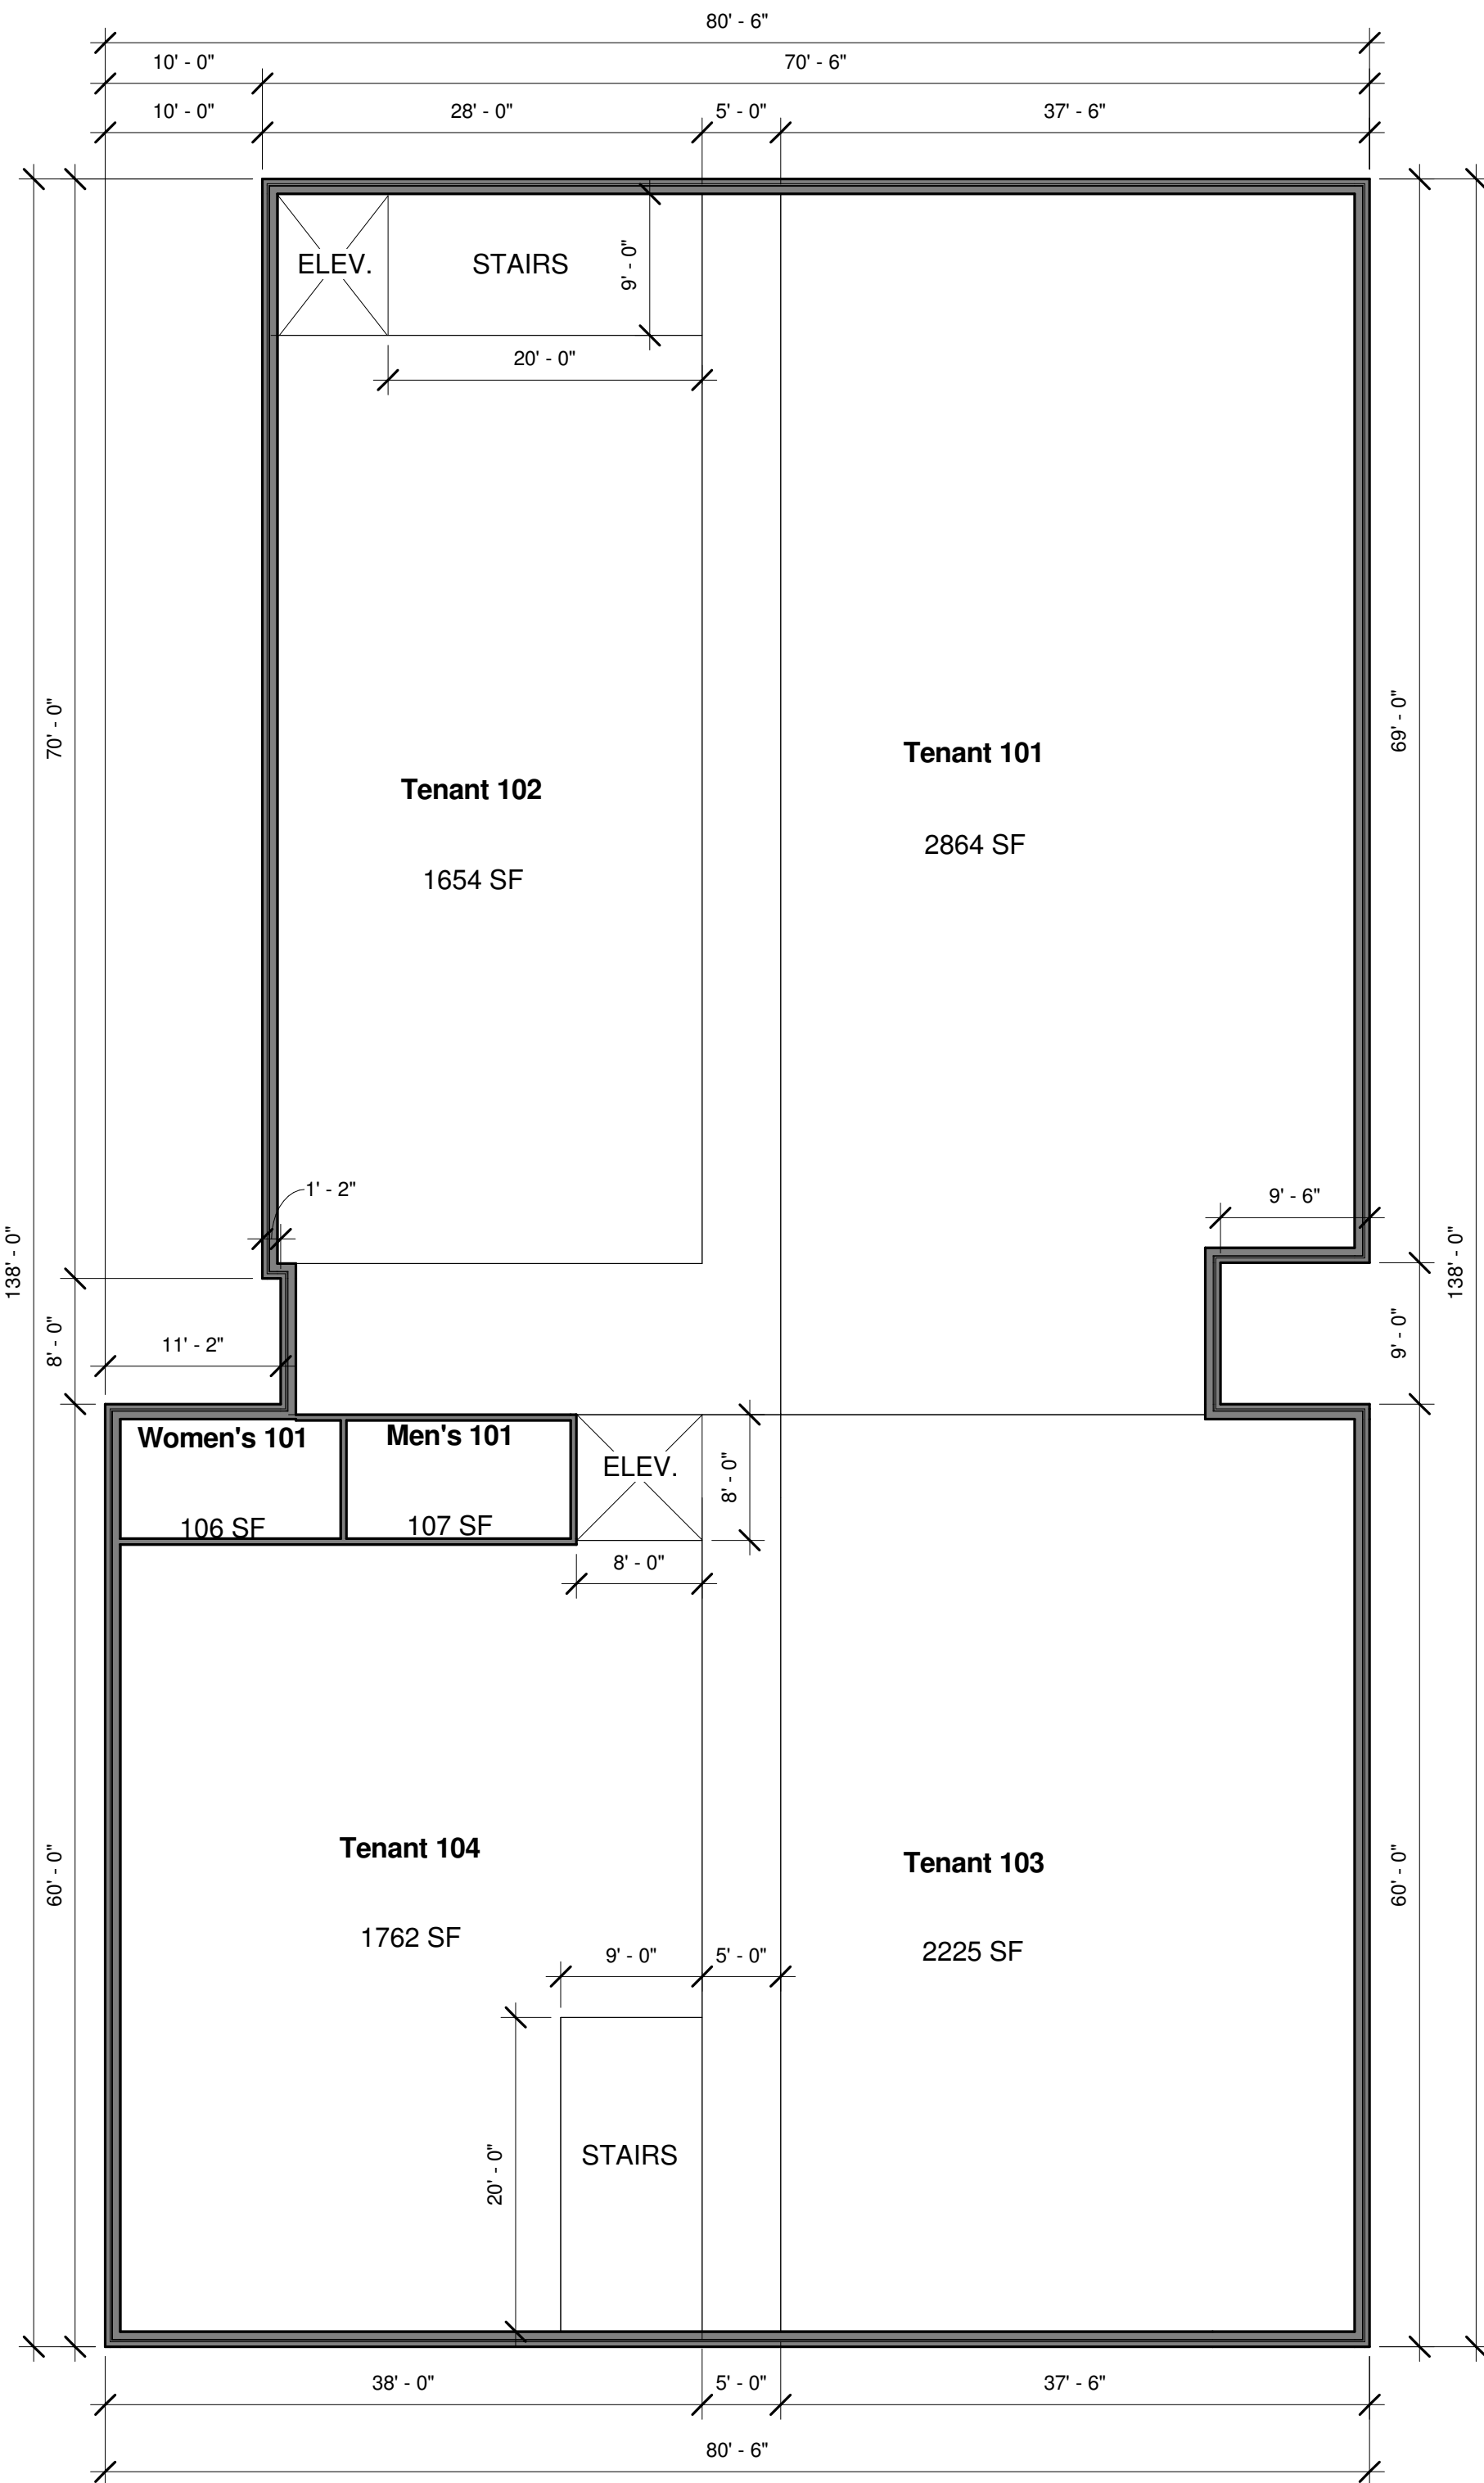 80' - 6"
10' - 0"
70' - 6"
10' - 0"
28' - 0"
5' - 0"
37' - 6"
ELEV.
STAIRS
9' - 0"
20' - 0"
70' - 0"
69' - 0"
Tenant 101
2864 SF
Tenant 102
1654 SF
1' - 2"
9' - 6"
138' - 0"
138' - 0"
8' - 0"
11' - 2"
9' - 0"
Women's 101
106 SF
Men's 101
107 SF
ELEV.
8' - 0"
8' - 0"
Tenant 104
1762 SF
Tenant 103
2225 SF
60' - 0"
60' - 0"
9' - 0"
5' - 0"
20' - 0"
STAIRS
38' - 0"
5' - 0"
37' - 6"
80' - 6"